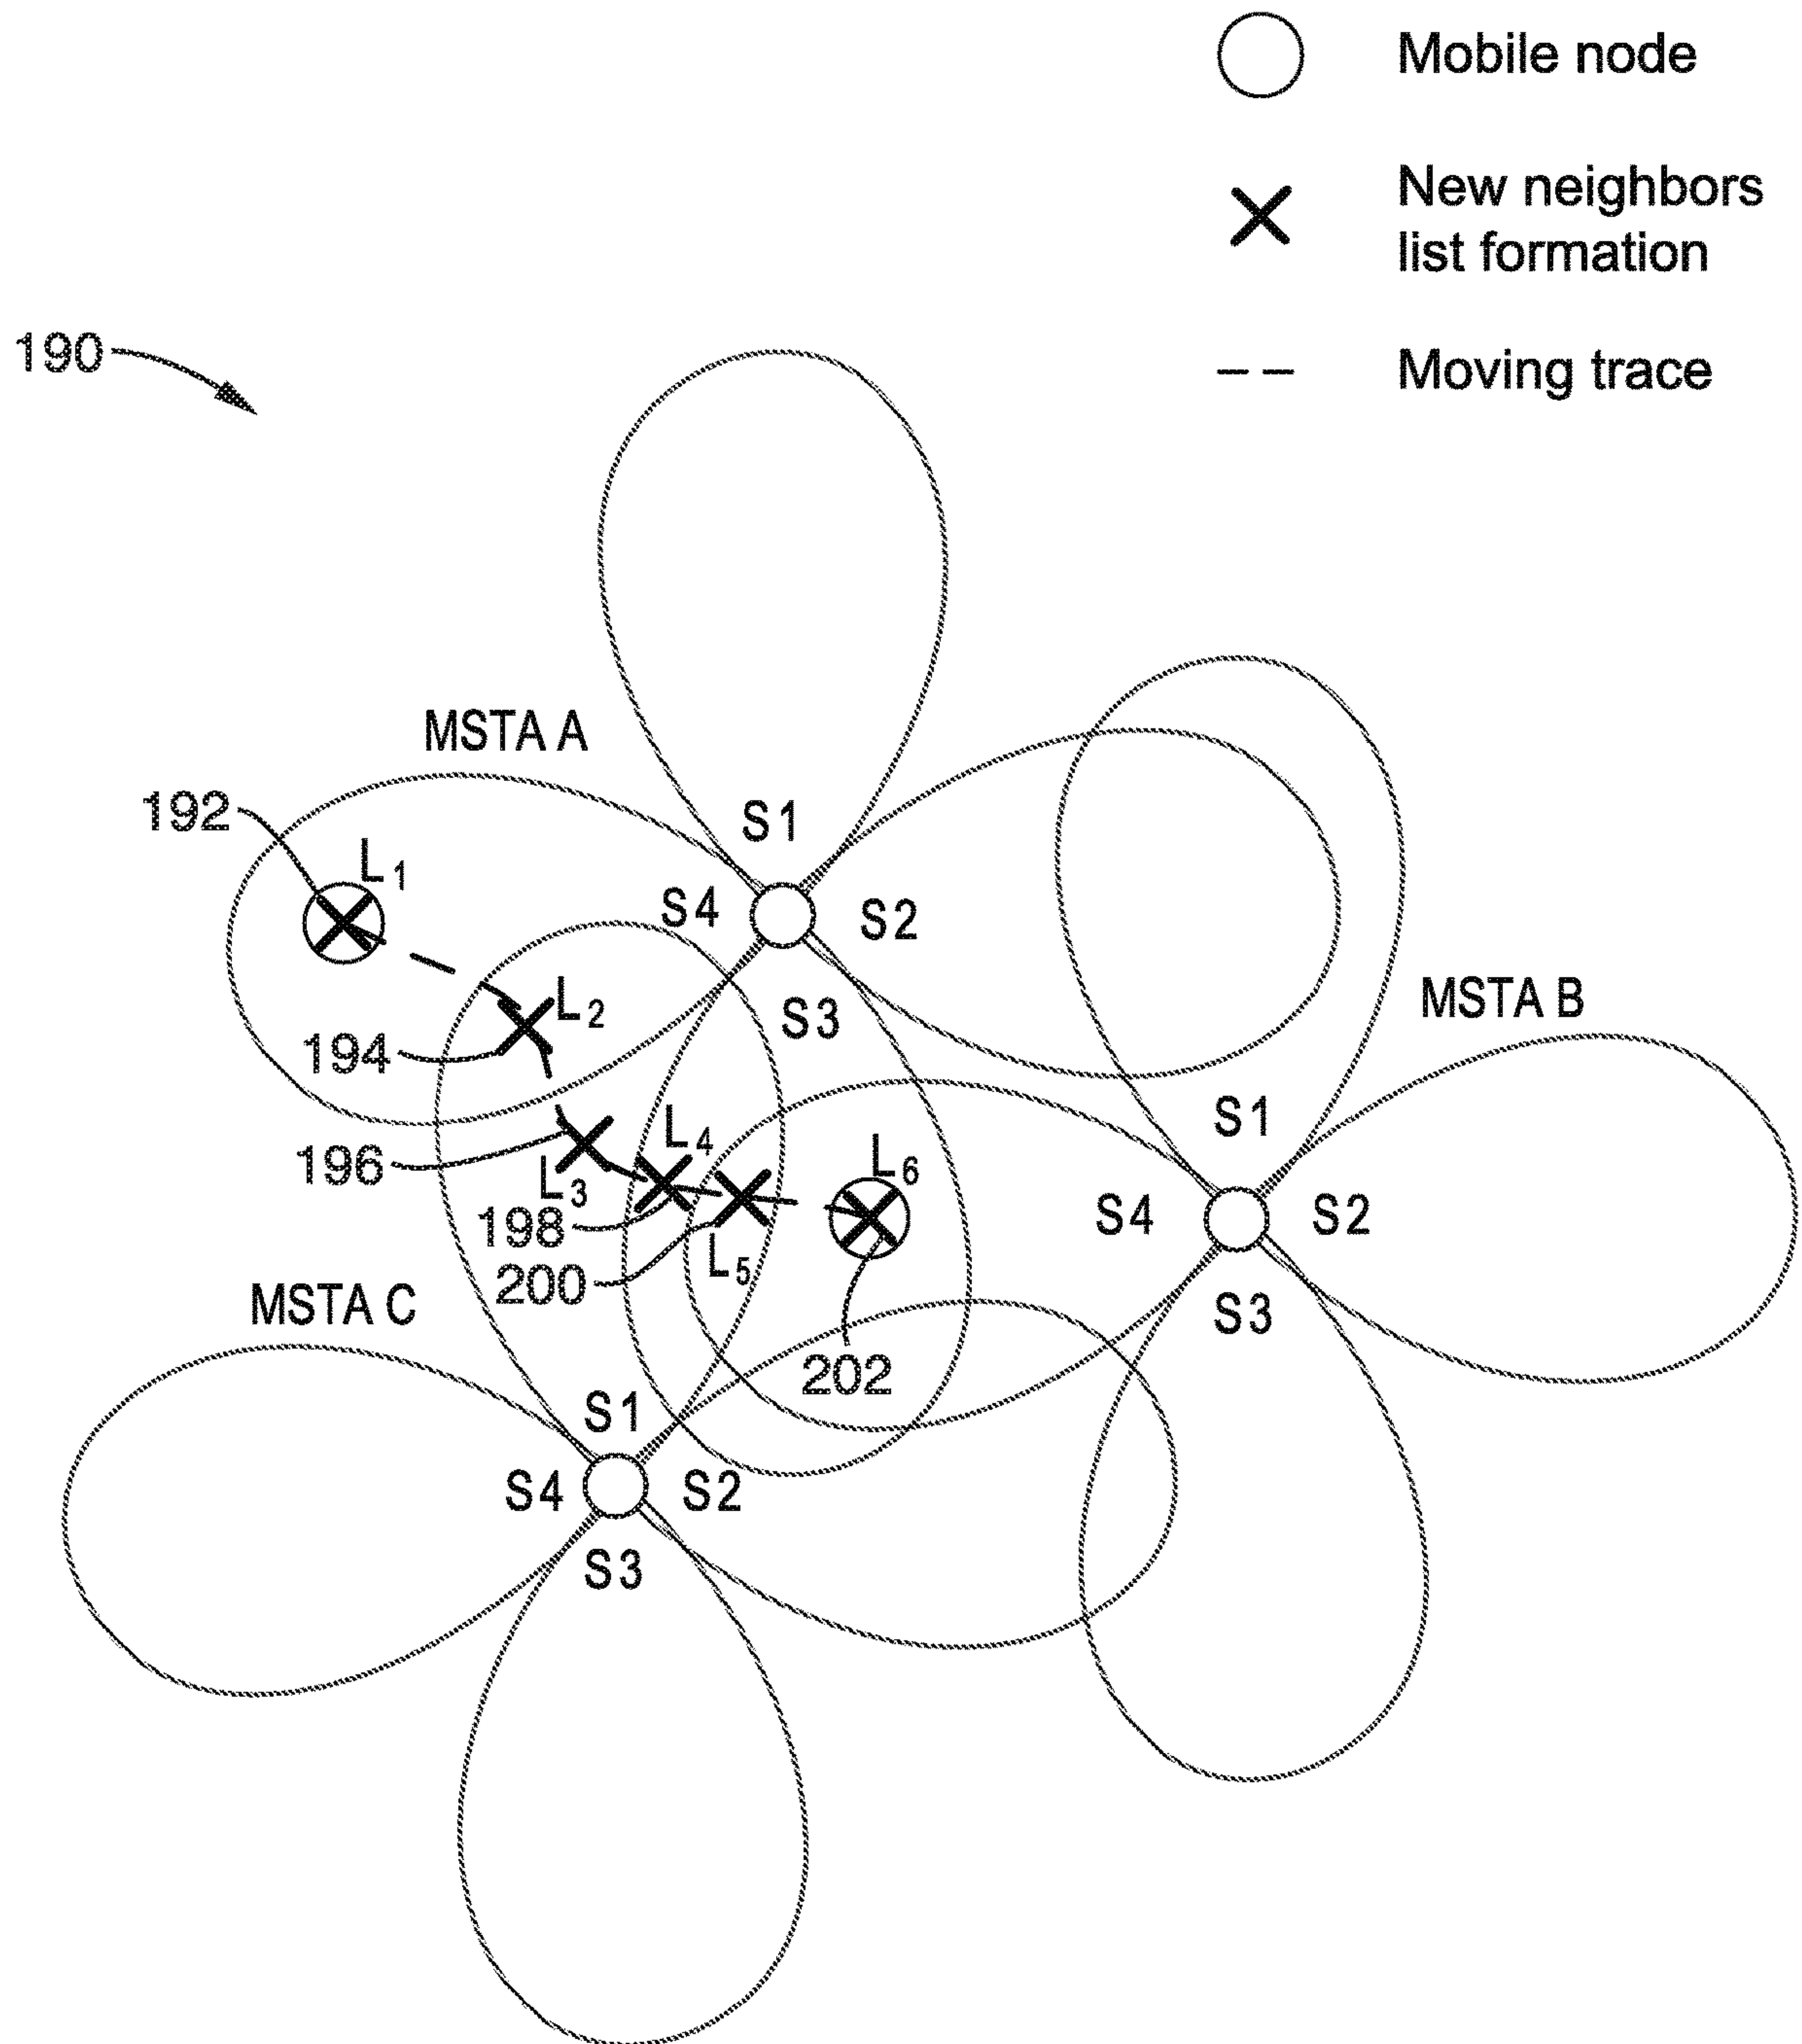 Mobile node
New neighbors
list formation
Moving trace
190
MSTA A
192
L1
S1
S4
S2
S3
L2
194
MSTA B
196
L3
L4
198
L5
200
L6
202
S1
S4
S2
S3
MSTA C
S1
S4
S2
S3